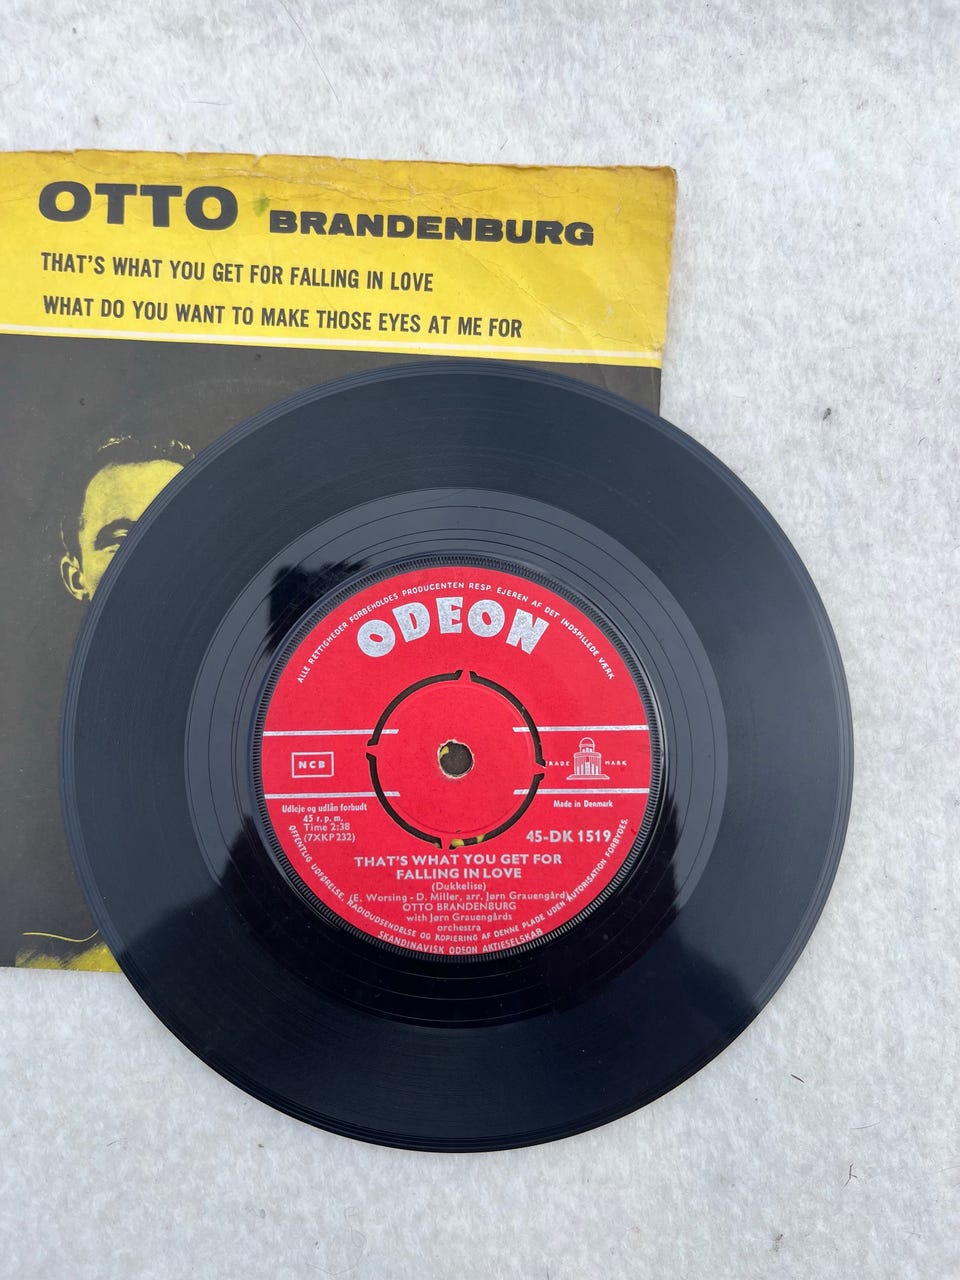 OTTO BRANDENBURG
THAT'S WHAT YOU GET FOR FALLING IN LOVE
WHAT DO YOU WANT TO MAKE THOSE EYES AT ME FOR
ALLE RETTIGHEDER FORBEHOLDES PRODUCENTEN RESP. EJEREN AF DET INDSPILLEDE VÆRK
ODEON
NCB
TRADE MARK
Udleje og udlån forbudt
45 r.p.m.
Time 2:38
(7XKP 232)
Made in Denmark
45-DK 1519
THAT'S WHAT YOU GET FOR
FALLING IN LOVE
(Dukkelise)
(E. Worsing - D. Miller, arr. Jørn Grauengård)
OTTO BRANDENBURG
with Jørn Grauengårds
orchestra
OFFENTLIG UDFØRELSE, RADIOUDSENDELSE OG KOPIERING AF DENNE PLADE UDEN AUTORISATION FORBYDES.
SKANDINAVISK ODEON AKTIESELSKAB